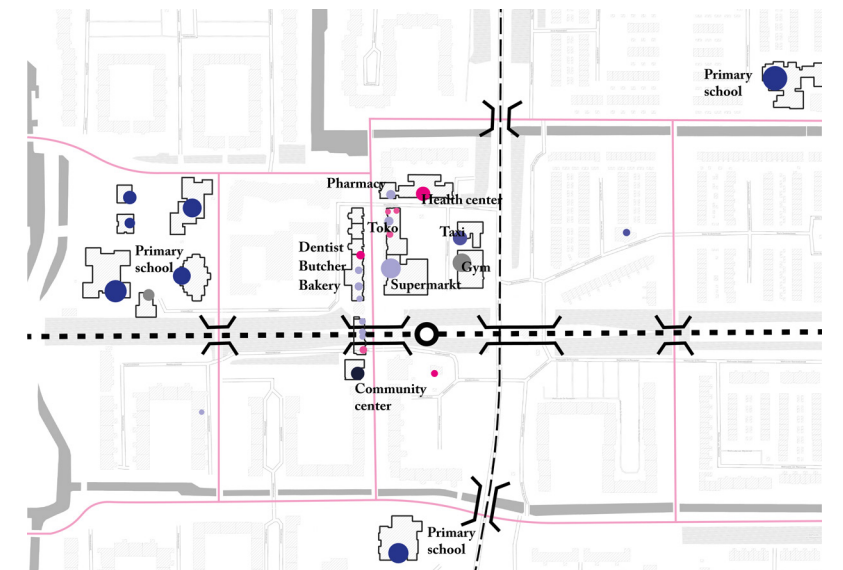 Primary
school
Pharmacy
Health center
Toko
Taxi
Dentist
Primary
school
Butcher
Gym
Bakery
Supermarkt
Community
center
Primary
school